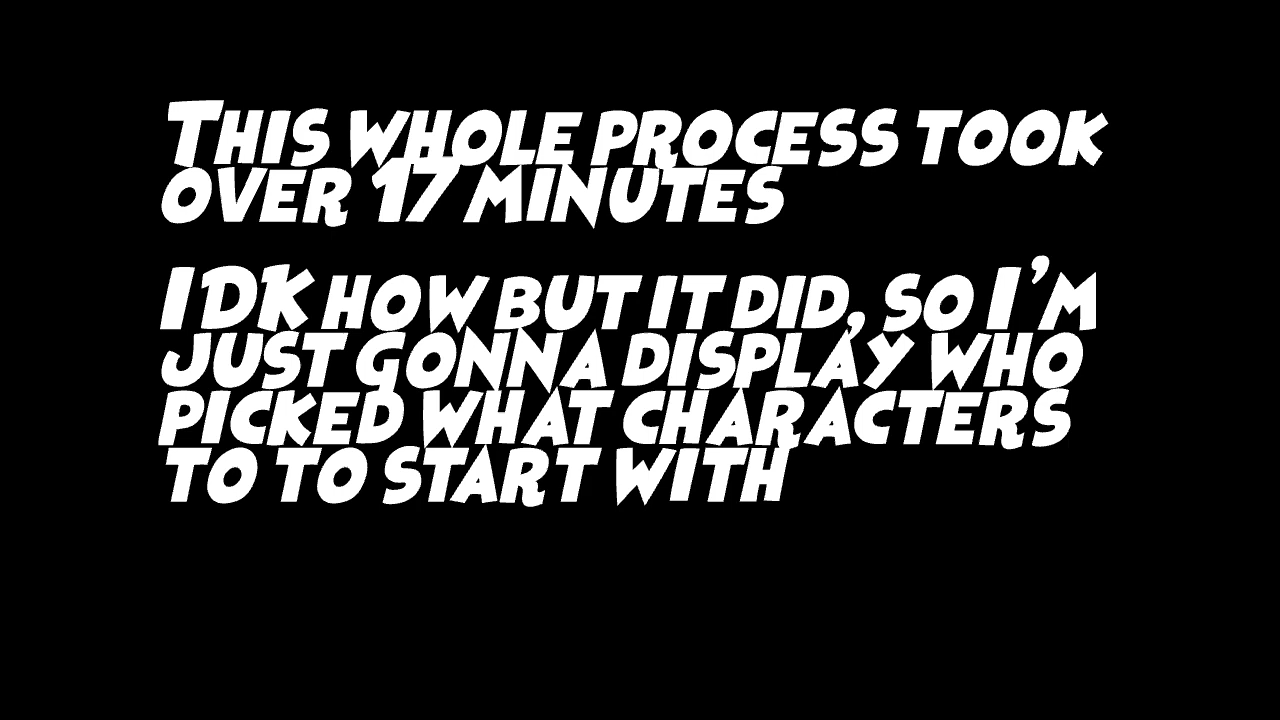 This whole process took
over 17 minutes
IDK how but it did, so I'm
just gonna display who
picked what characters
to to start with